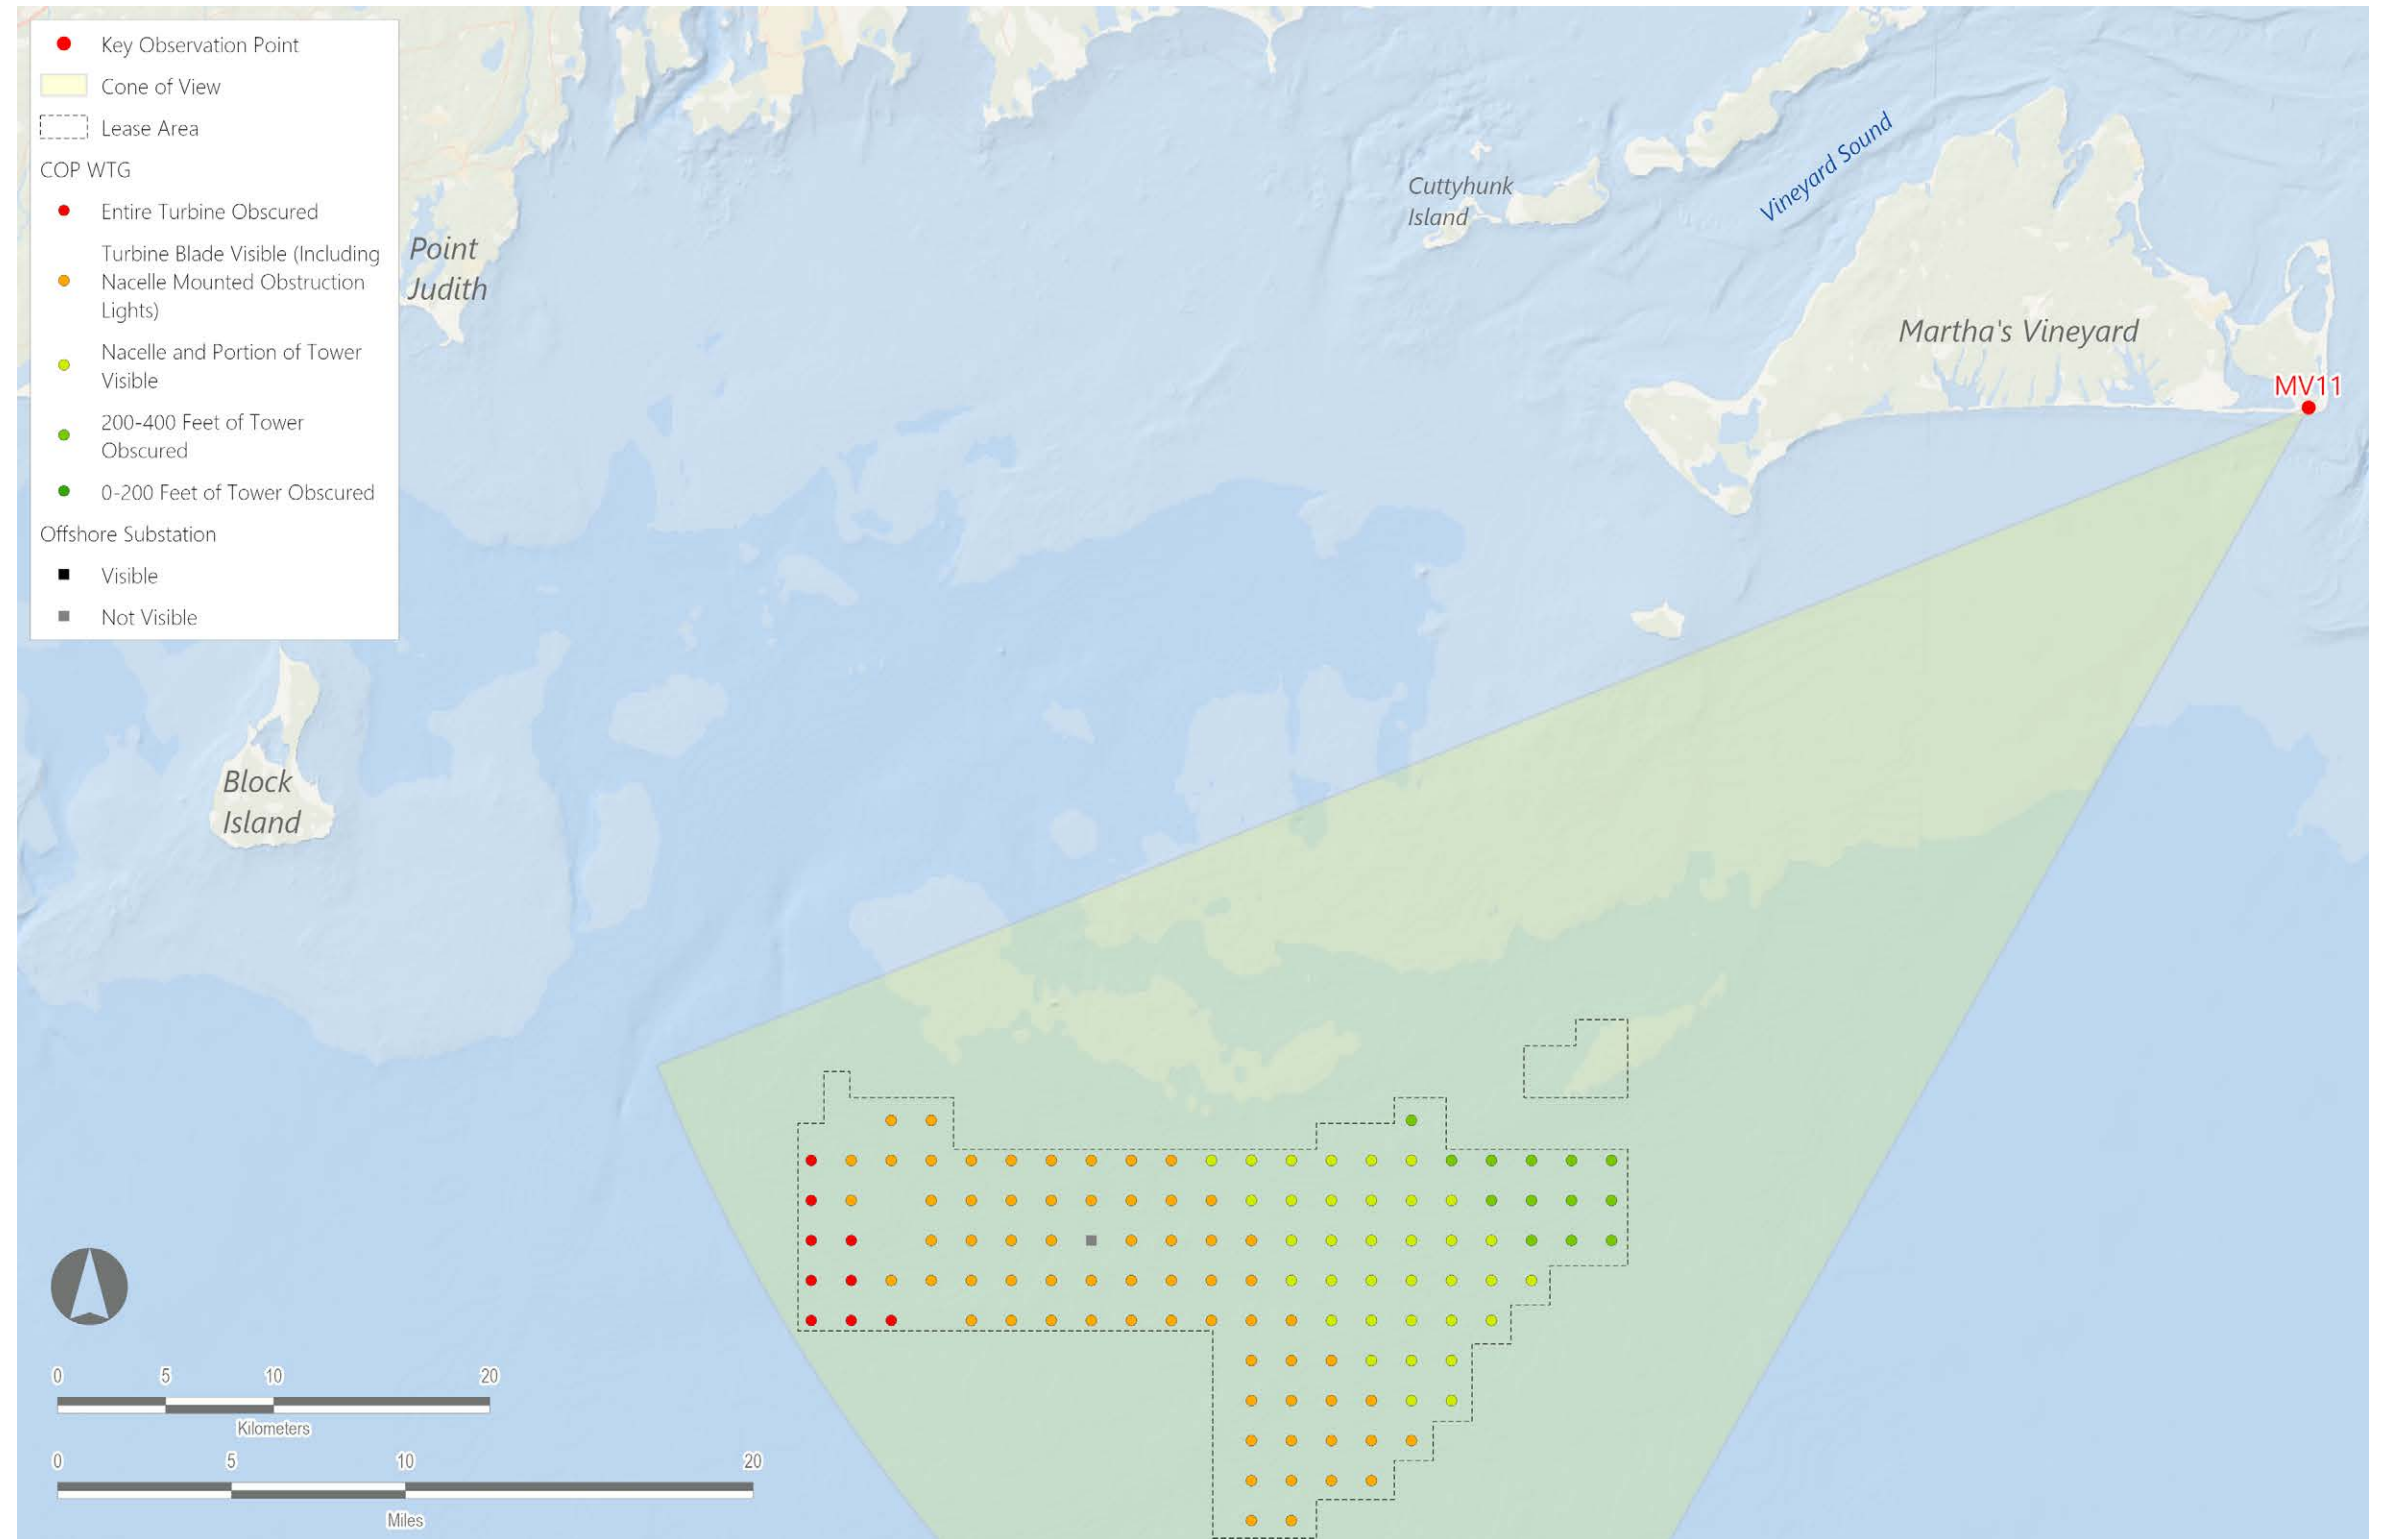 Key Observation Point
Cone of View
Lease Area
COP WTG
Entire Turbine Obscured
Turbine Blade Visible (Including
Nacelle Mounted Obstruction
Lights)
Nacelle and Portion of Tower
Visible
200-400 Feet of Tower
Obscured
0-200 Feet of Tower Obscured
Offshore Substation
Visible
Not Visible
Point
Judith
Cuttyhunk
Island
Vineyard Sound
Martha's Vineyard
MV11
Block
Island
0 5 10 20
Kilometers
0 5 10 20
Miles